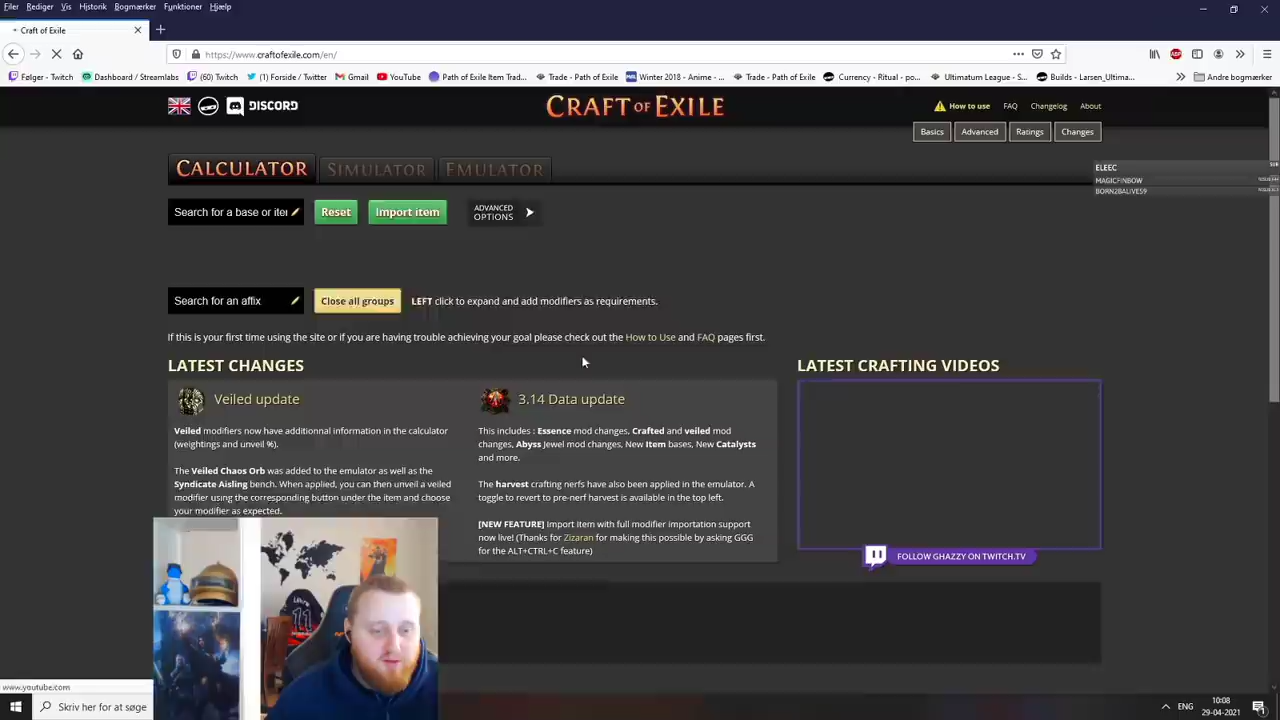 Filer Rediger Vis Historik Bogmærker Funktioner Hjælp
Craft of Exile
https://www.craftofexile.com/en/
Følger - Twitch Dashboard / Streamlabs (60) Twitch (1) Forside / Twitter Gmail YouTube Path of Exile Item Trad... Trade - Path of Exile Winter 2018 - Anime - ... Trade - Path of Exile Currency - Ritual - po... Ultimatum League - S... Builds - Larsen_Ultima... Andre bogmærker
DISCORD
CRAFT OF EXILE
How to use FAQ Changelog About
Basics Advanced Ratings Changes
CALCULATOR SIMULATOR EMULATOR
ELEEC
MAGICFINBOW
BORN2BALIVE59
Search for a base or iter Reset Import item ADVANCED OPTIONS
Search for an affix Close all groups LEFT click to expand and add modifiers as requirements.
If this is your first time using the site or if you are having trouble achieving your goal please check out the How to Use and FAQ pages first.
LATEST CHANGES
LATEST CRAFTING VIDEOS
Veiled update
Veiled modifiers now have additionnal information in the calculator
(weightings and unveil %).
The Veiled Chaos Orb was added to the emulator as well as the
Syndicate Aisling bench. When applied, you can then unveil a veiled
modifier using the corresponding button under the item and choose
your modifier as expected.
3.14 Data update
This includes : Essence mod changes, Crafted and veiled mod
changes, Abyss Jewel mod changes, New Item bases, New Catalysts
and more.
The harvest crafting nerfs have also been applied in the emulator. A
toggle to revert to pre-nerf harvest is available in the top left.
[NEW FEATURE] Import item with full modifier importation support
now live! (Thanks for Zizaran for making this possible by asking GGG
for the ALT+CTRL+C feature)
FOLLOW GHAZZY ON TWITCH.TV
11
www.youtube.com
Skriv her for at søge
ENG
10:08
29-04-2021